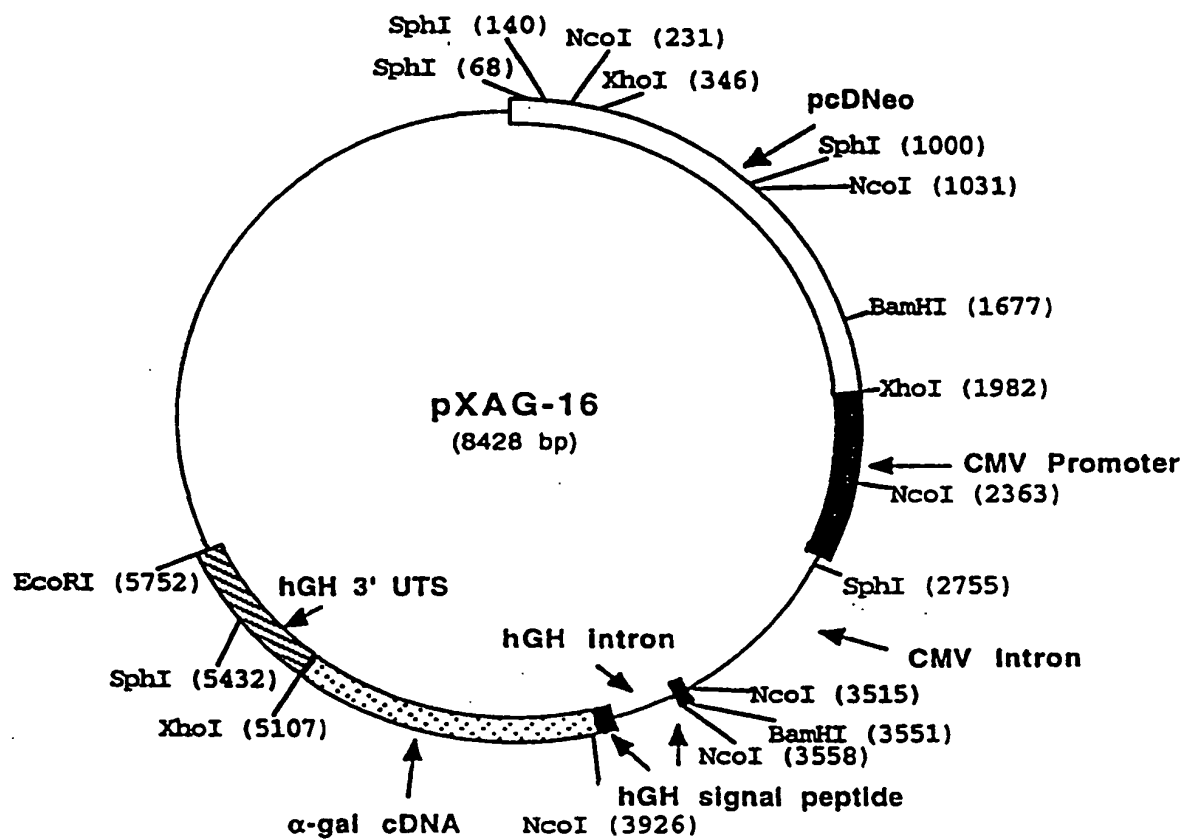 SphI (140)
NcoI (231)
SphI (68)
XhoI (346)
pcDNeo
SphI (1000)
NcoI (1031)
BamHI (1677)
XhoI (1982)
pXAG-16
(8428 bp)
CMV Promoter
NcoI (2363)
EcoRI (5752)
hGH 3' UTS
SphI (2755)
hGH intron
CMV Intron
SphI (5432)
NcoI (3515)
XhoI (5107)
BamHI (3551)
NcoI (3558)
hGH signal peptide
α-gal cDNA
NcoI (3926)